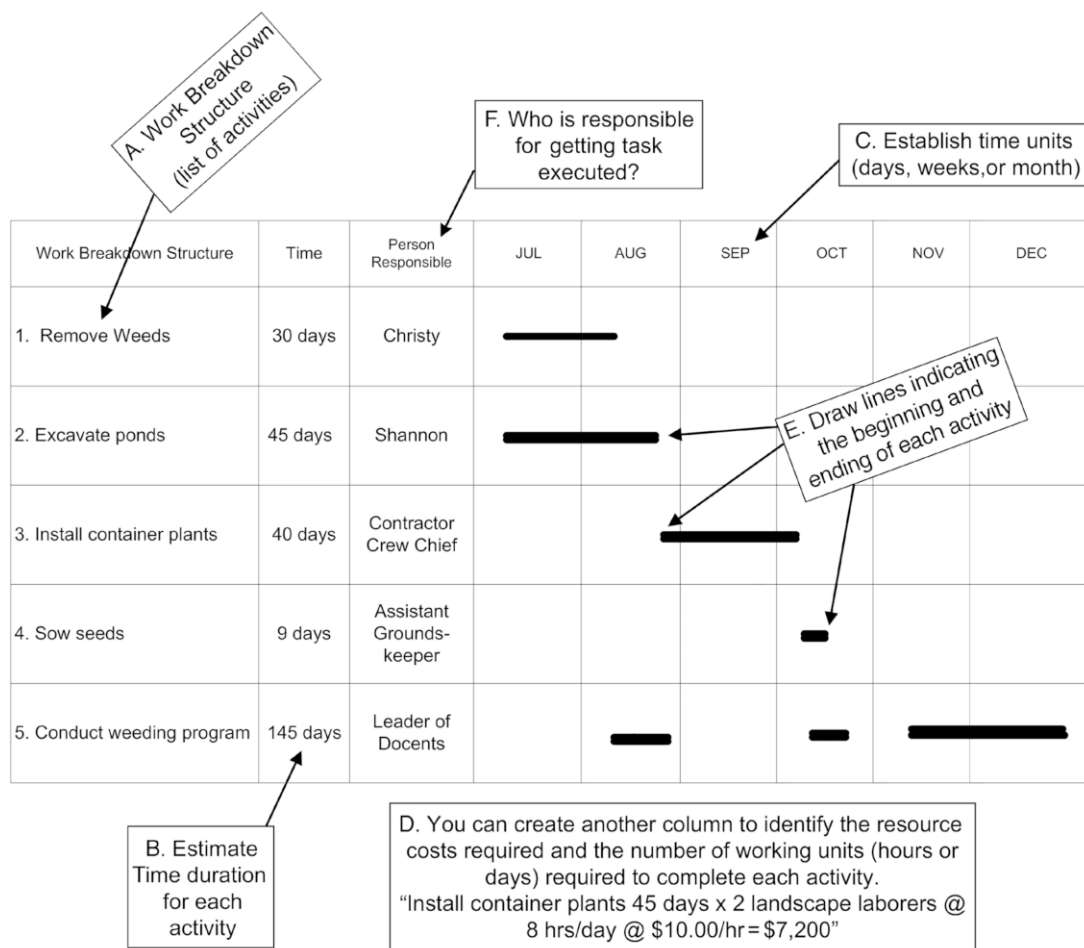 A. Work Breakdown
Structure
(list of activities)
F. Who is responsible
for getting task
executed?
C. Establish time units
(days, weeks,or month)
Work Breakdown Structure
Time
Person
Responsible
JUL
AUG
SEP
OCT
NOV
DEC
1. Remove Weeds
30 days
Christy
2. Excavate ponds
45 days
Shannon
E. Draw lines indicating
the beginning and
ending of each activity
3. Install container plants
40 days
Contractor
Crew Chief
4. Sow seeds
9 days
Assistant
Grounds-
keeper
5. Conduct weeding program
145 days
Leader of
Docents
B. Estimate
Time duration
for each
activity
D. You can create another column to identify the resource
costs required and the number of working units (hours or
days) required to complete each activity.
“Install container plants 45 days x 2 landscape laborers @
8 hrs/day @ $10.00/hr = $7,200”